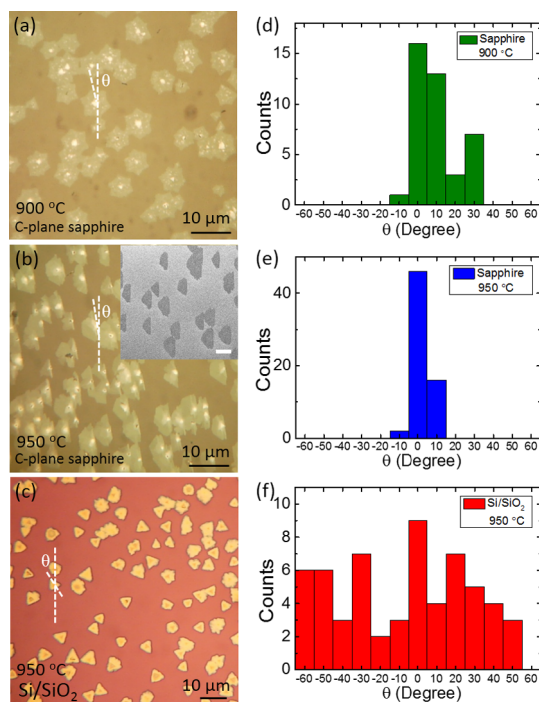 (a)
θ
900 °C
C-plane sapphire
10 μm
(b)
θ
950 °C
C-plane sapphire
10 μm
(c)
θ
950 °C
Si/SiO₂
10 μm
(d)
Sapphire
900 °C
15
10
5
0
Counts
-60 -50 -40 -30 -20 -10 0 10 20 30 40 50 60
θ (Degree)
(e)
Sapphire
950 °C
40
20
0
Counts
-60 -50 -40 -30 -20 -10 0 10 20 30 40 50 60
θ (Degree)
(f)
Si/SiO₂
950 °C
10
8
6
4
2
0
Counts
-60 -50 -40 -30 -20 -10 0 10 20 30 40 50 60
θ (Degree)